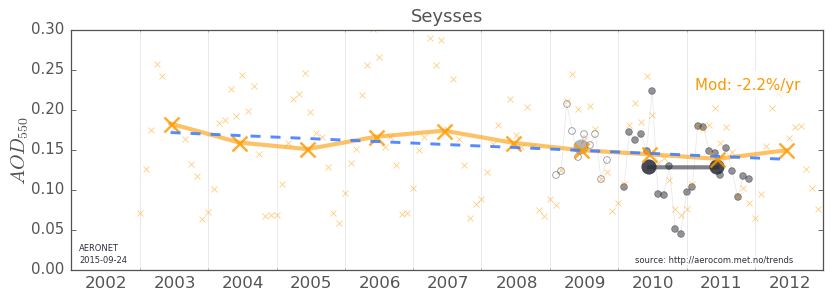 Seysses
0.30
0.25
0.20
0.15
0.10
0.05
0.00
AOD550
Mod: -2.2%/yr
AERONET
2015-09-24
source: http://aerocom.met.no/trends
2002 2003 2004 2005 2006 2007 2008 2009 2010 2011 2012